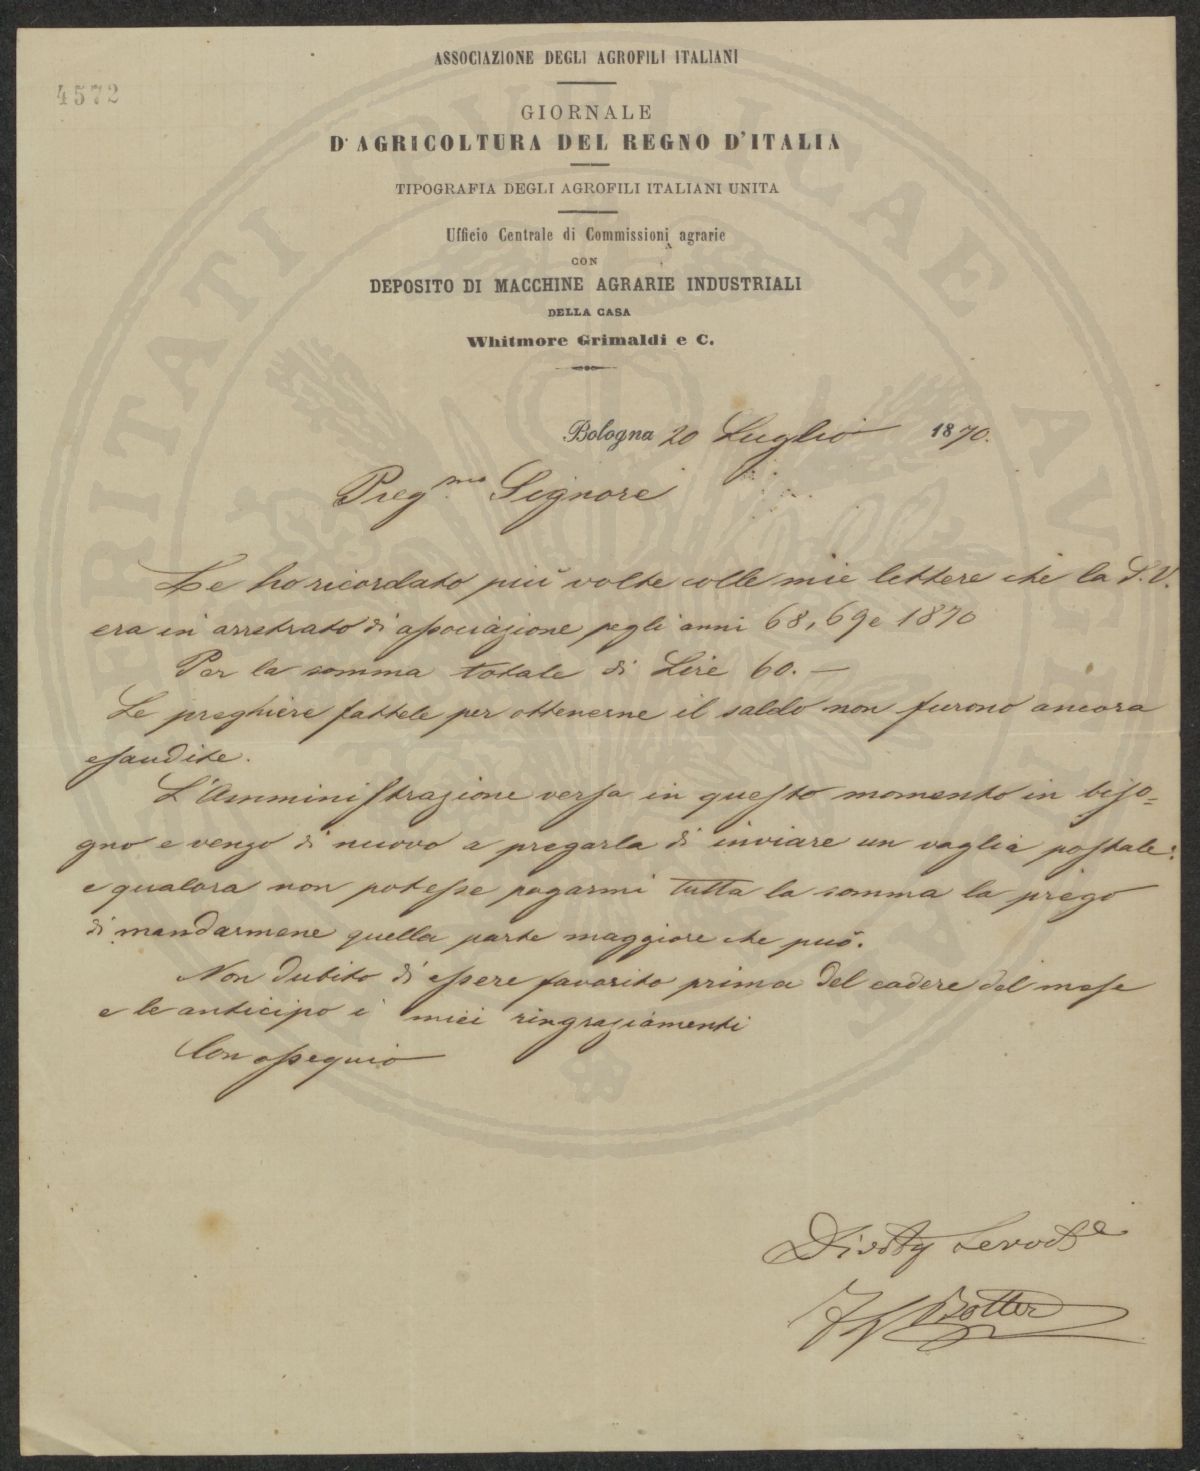 ASSOCIAZIONE DEGLI AGROFILI ITALIANI
4572
GIORNALE
D'AGRICOLTURA DEL REGNO D'ITALIA
TIPOGRAFIA DEGLI AGROFILI ITALIANI UNITA
Ufficio Centrale di Commissioni agrarie
CON
DEPOSITO DI MACCHINE AGRARIE INDUSTRIALI
DELLA CASA
Whitmore Grimaldi e C.
Bologna 20 Luglio 1870.
Pregmo Signore
Le ho ricordato più volte colle mie lettere che la S.V.
era in arretrato di associazione pegli anni 68, 69 e 1870
Per la somma totale di Lire 60. —
Le preghiere fattele per ottenerne il saldo non furono ancora
esaudite.
L'Amministrazione versa in questo momento in biso=
gno e vengo di nuovo a pregarla di inviare un vaglia postale:
e qualora non potesse pagarmi tutta la somma la prego
di mandarmene quella parte maggiore che può.
Non dubito di essere favorito prima del cadere del mese
e le anticipo i miei ringraziamenti
Con ossequio
Botter